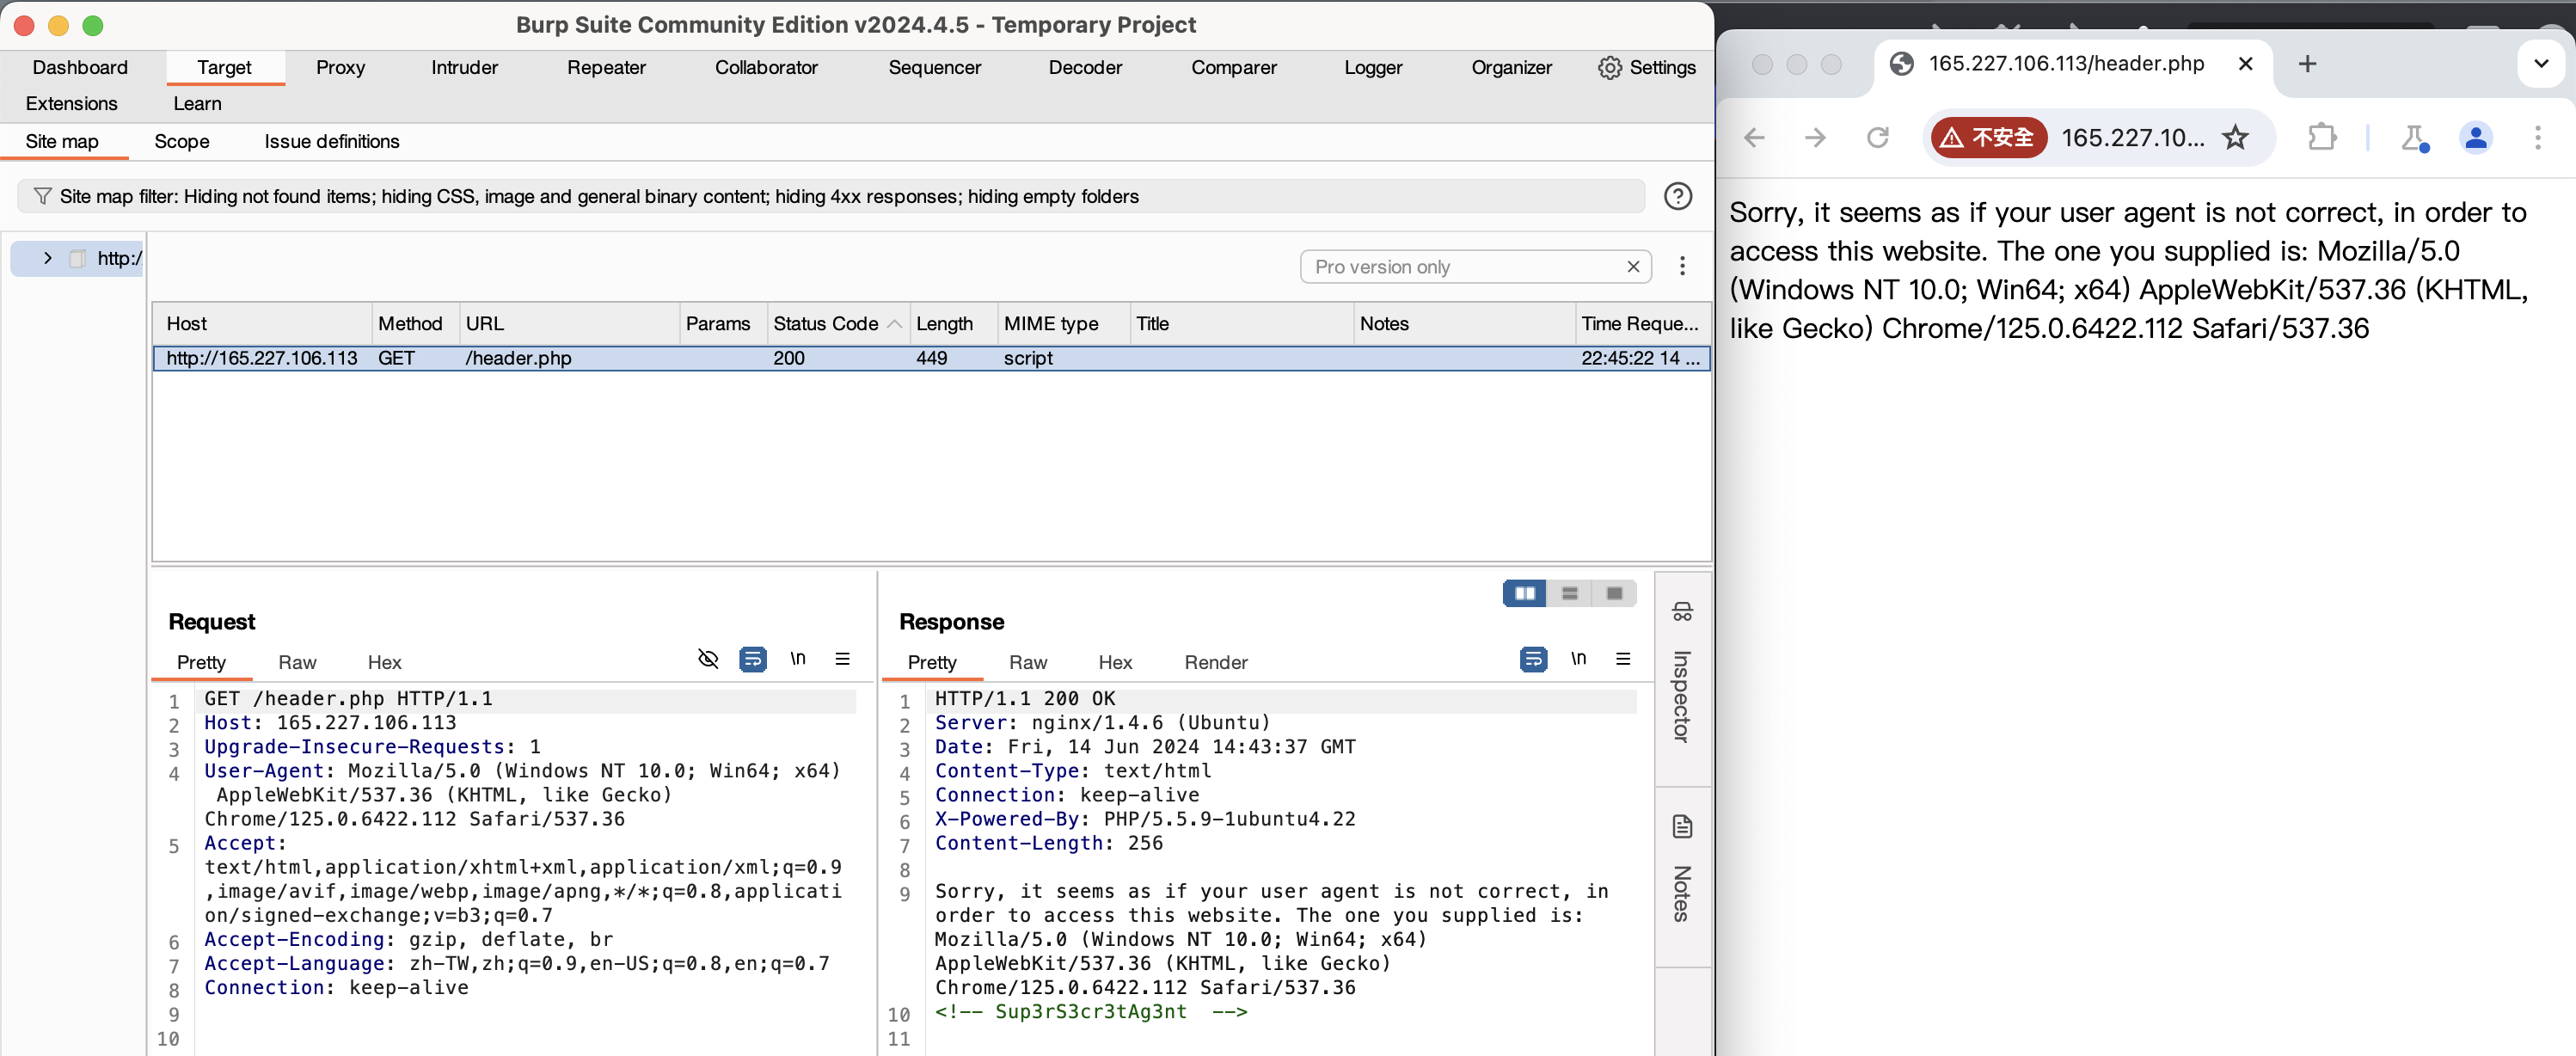 Burp Suite Community Edition v2024.4.5 - Temporary Project
Dashboard Target Proxy Intruder Repeater Collaborator Sequencer Decoder Comparer Logger Organizer Settings
Extensions Learn
Site map Scope Issue definitions
Site map filter: Hiding not found items; hiding CSS, image and general binary content; hiding 4xx responses; hiding empty folders
http:/
Pro version only
Host Method URL Params Status Code Length MIME type Title Notes Time Reque...
http://165.227.106.113 GET /header.php 200 449 script 22:45:22 14 ...
Request
Pretty Raw Hex \n
1 GET /header.php HTTP/1.1
2 Host: 165.227.106.113
3 Upgrade-Insecure-Requests: 1
4 User-Agent: Mozilla/5.0 (Windows NT 10.0; Win64; x64)
AppleWebKit/537.36 (KHTML, like Gecko)
Chrome/125.0.6422.112 Safari/537.36
5 Accept:
text/html,application/xhtml+xml,application/xml;q=0.9
,image/avif,image/webp,image/apng,*/*;q=0.8,applicati
on/signed-exchange;v=b3;q=0.7
6 Accept-Encoding: gzip, deflate, br
7 Accept-Language: zh-TW,zh;q=0.9,en-US;q=0.8,en;q=0.7
8 Connection: keep-alive
9
10
Response
Pretty Raw Hex Render \n
1 HTTP/1.1 200 OK
2 Server: nginx/1.4.6 (Ubuntu)
3 Date: Fri, 14 Jun 2024 14:43:37 GMT
4 Content-Type: text/html
5 Connection: keep-alive
6 X-Powered-By: PHP/5.5.9-1ubuntu4.22
7 Content-Length: 256
8
9 Sorry, it seems as if your user agent is not correct, in
order to access this website. The one you supplied is:
Mozilla/5.0 (Windows NT 10.0; Win64; x64)
AppleWebKit/537.36 (KHTML, like Gecko)
Chrome/125.0.6422.112 Safari/537.36
10 <!-- Sup3rS3cr3tAg3nt  -->
11
Inspector
Notes
165.227.106.113/header.php
不安全 165.227.10...
Sorry, it seems as if your user agent is not correct, in order to
access this website. The one you supplied is: Mozilla/5.0
(Windows NT 10.0; Win64; x64) AppleWebKit/537.36 (KHTML,
like Gecko) Chrome/125.0.6422.112 Safari/537.36